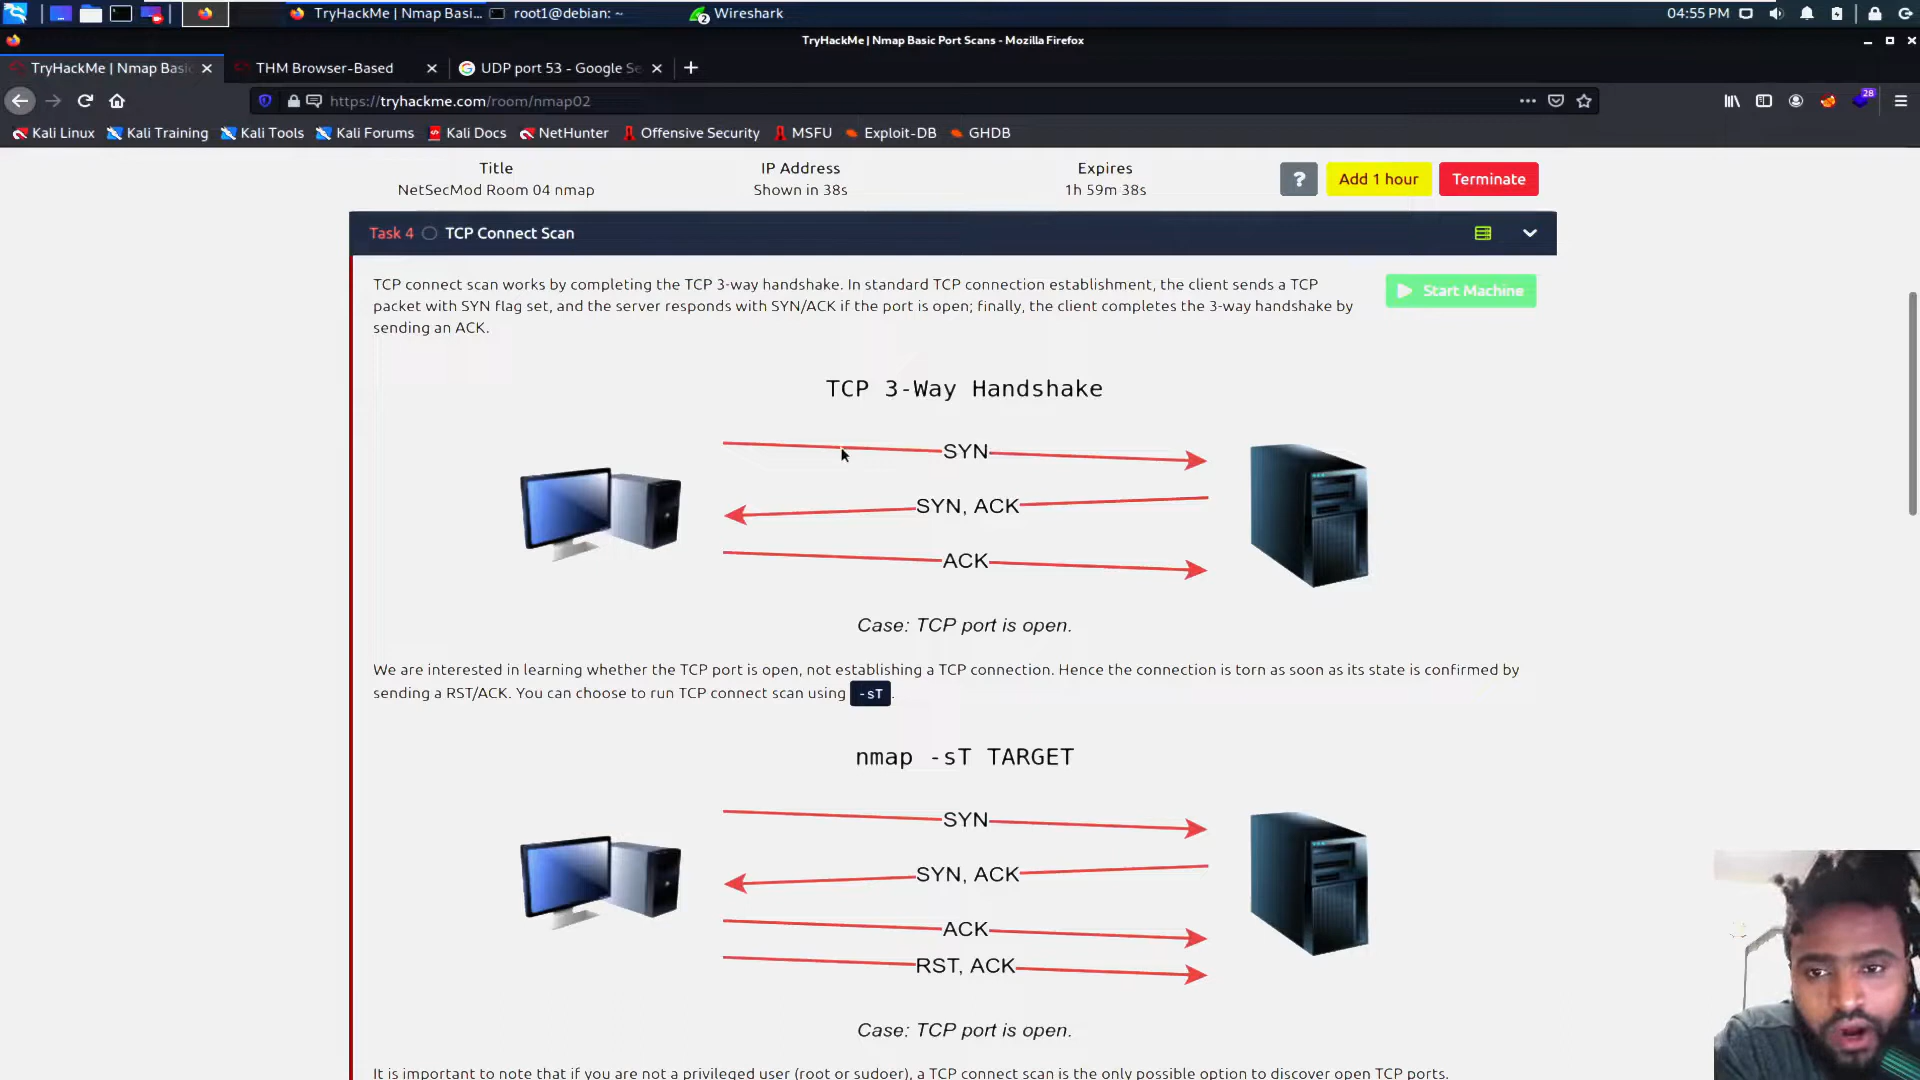 TryHackMe | Nmap Basi... root1@debian: ~ 2 Wireshark 04:55 PM
TryHackMe | Nmap Basic Port Scans - Mozilla Firefox
TryHackMe | Nmap Basic THM Browser-Based UDP port 53 - Google Se
https://tryhackme.com/room/nmap02 28
Kali Linux Kali Training Kali Tools Kali Forums Kali Docs NetHunter Offensive Security MSFU Exploit-DB GHDB
Title IP Address Expires
NetSecMod Room 04 nmap Shown in 38s 1h 59m 38s
? Add 1 hour Terminate
Task 4 TCP Connect Scan
TCP connect scan works by completing the TCP 3-way handshake. In standard TCP connection establishment, the client sends a TCP
packet with SYN flag set, and the server responds with SYN/ACK if the port is open; finally, the client completes the 3-way handshake by
sending an ACK.
Start Machine
TCP 3-Way Handshake
SYN
SYN, ACK
ACK
Case: TCP port is open.
We are interested in learning whether the TCP port is open, not establishing a TCP connection. Hence the connection is torn as soon as its state is confirmed by
sending a RST/ACK. You can choose to run TCP connect scan using -sT .
nmap -sT TARGET
SYN
SYN, ACK
ACK
RST, ACK
Case: TCP port is open.
It is important to note that if you are not a privileged user (root or sudoer), a TCP connect scan is the only possible option to discover open TCP ports.